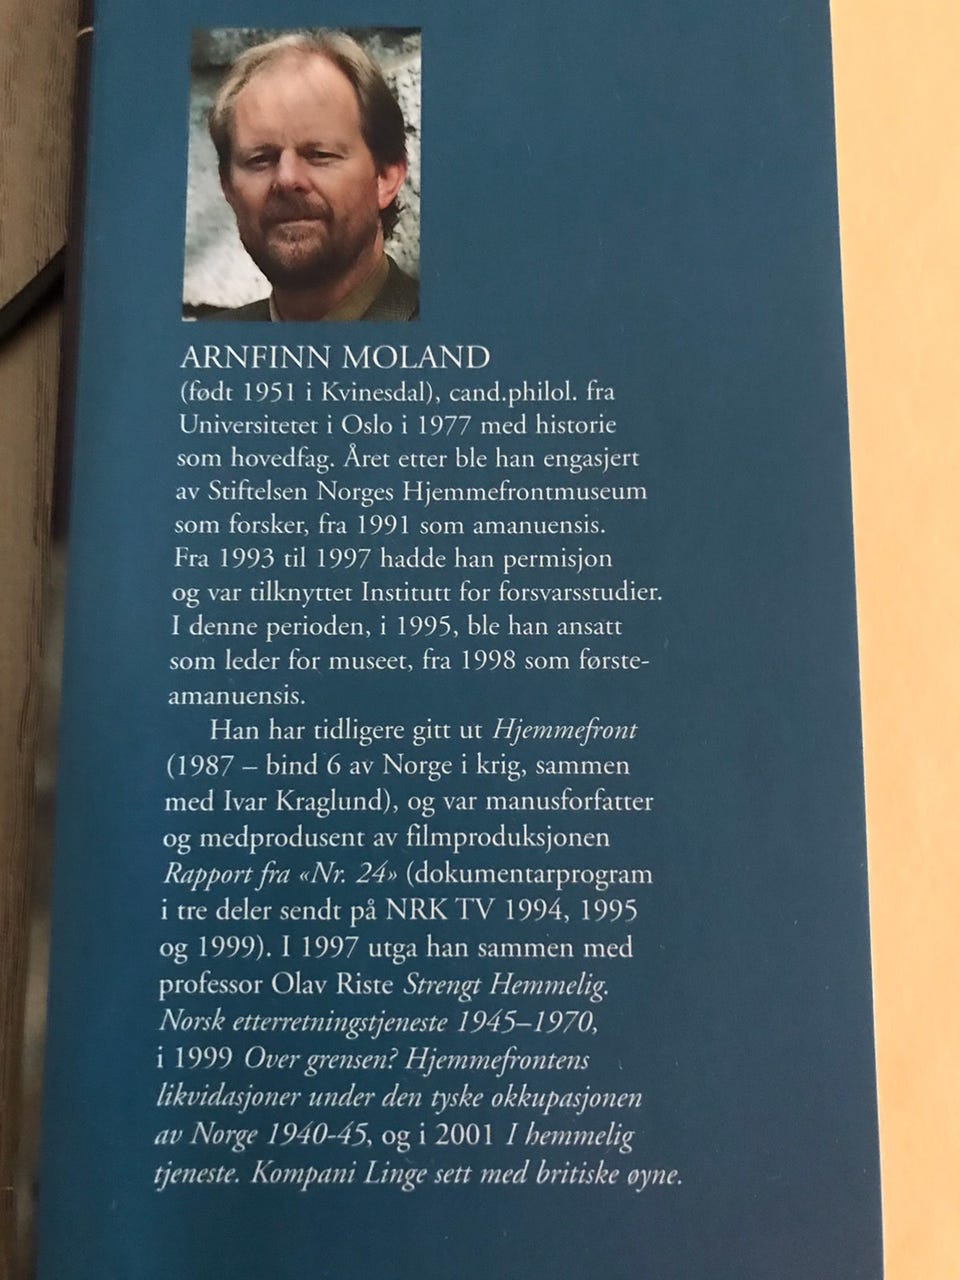 ARNFINN MOLAND
(født 1951 i Kvinesdal), cand.philol. fra
Universitetet i Oslo i 1977 med historie
som hovedfag. Året etter ble han engasjert
av Stiftelsen Norges Hjemmefrontmuseum
som forsker, fra 1991 som amanuensis.
Fra 1993 til 1997 hadde han permisjon
og var tilknyttet Institutt for forsvarsstudier.
I denne perioden, i 1995, ble han ansatt
som leder for museet, fra 1998 som første-
amanuensis.
Han har tidligere gitt ut Hjemmefront
(1987 – bind 6 av Norge i krig, sammen
med Ivar Kraglund), og var manusforfatter
og medprodusent av filmproduksjonen
Rapport fra «Nr. 24» (dokumentarprogram
i tre deler sendt på NRK TV 1994, 1995
og 1999). I 1997 utga han sammen med
professor Olav Riste Strengt Hemmelig.
Norsk etterretningstjeneste 1945–1970,
i 1999 Over grensen? Hjemmefrontens
likvidasjoner under den tyske okkupasjonen
av Norge 1940-45, og i 2001 I hemmelig
tjeneste. Kompani Linge sett med britiske øyne.